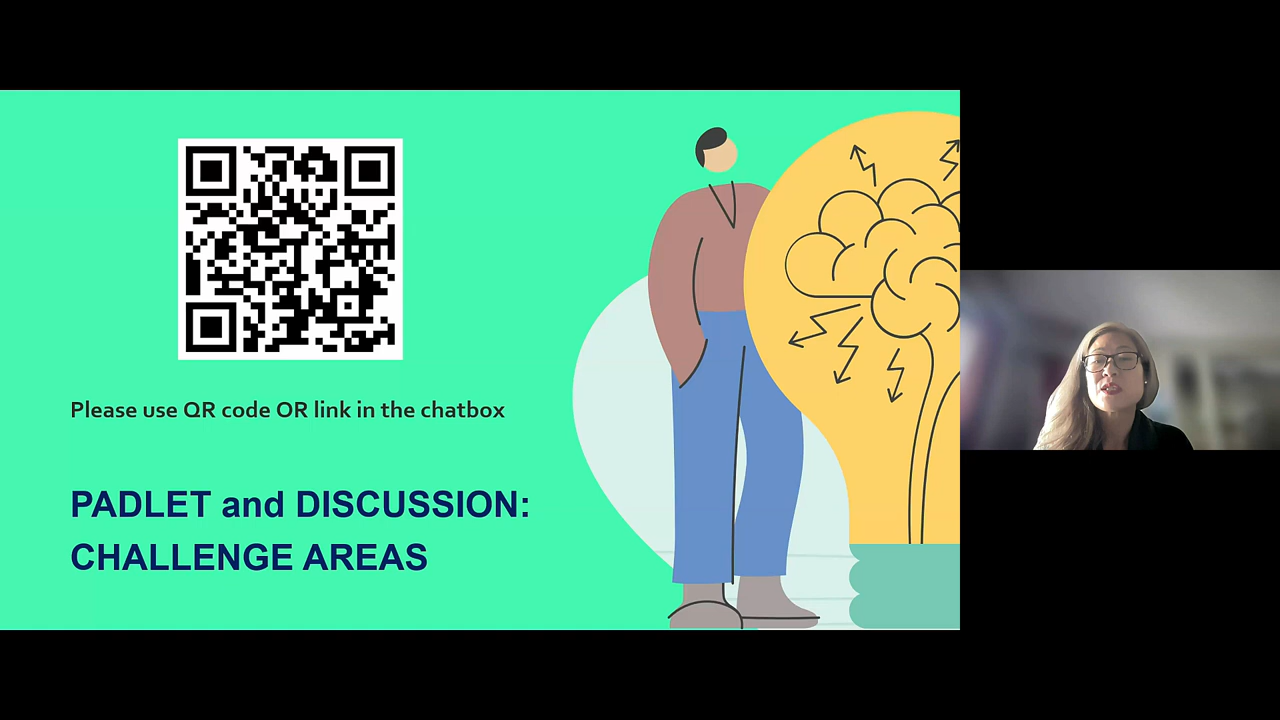 Please use QR code OR link in the chatbox
PADLET and DISCUSSION:
CHALLENGE AREAS